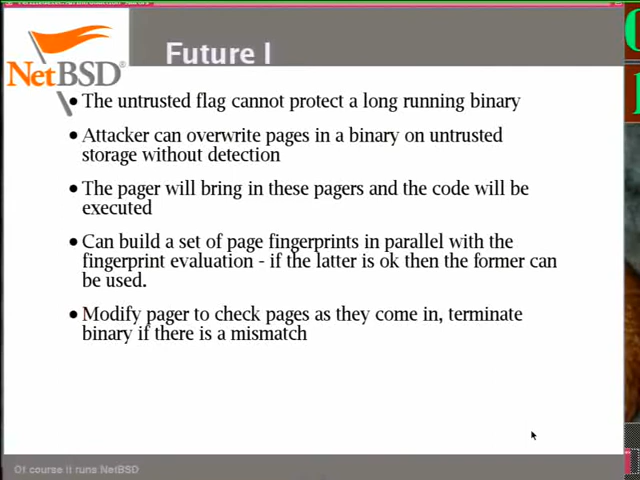 Future I
NetBSD®
• The untrusted flag cannot protect a long running binary
• Attacker can overwrite pages in a binary on untrusted
storage without detection
• The pager will bring in these pagers and the code will be
executed
• Can build a set of page fingerprints in parallel with the
fingerprint evaluation - if the latter is ok then the former can
be used.
• Modify pager to check pages as they come in, terminate
binary if there is a mismatch
Of course it runs NetBSD